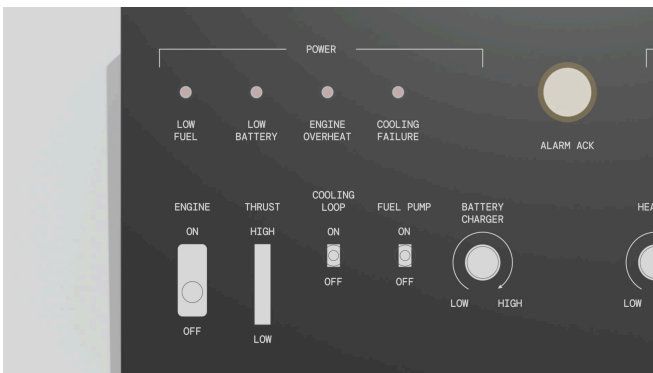 POWER
LOW
FUEL
LOW
BATTERY
ENGINE
OVERHEAT
COOLING
FAILURE
ALARM ACK
ENGINE
ON
OFF
THRUST
HIGH
LOW
COOLING
LOOP
ON
OFF
FUEL PUMP
ON
OFF
BATTERY
CHARGER
LOW
HIGH
LOW